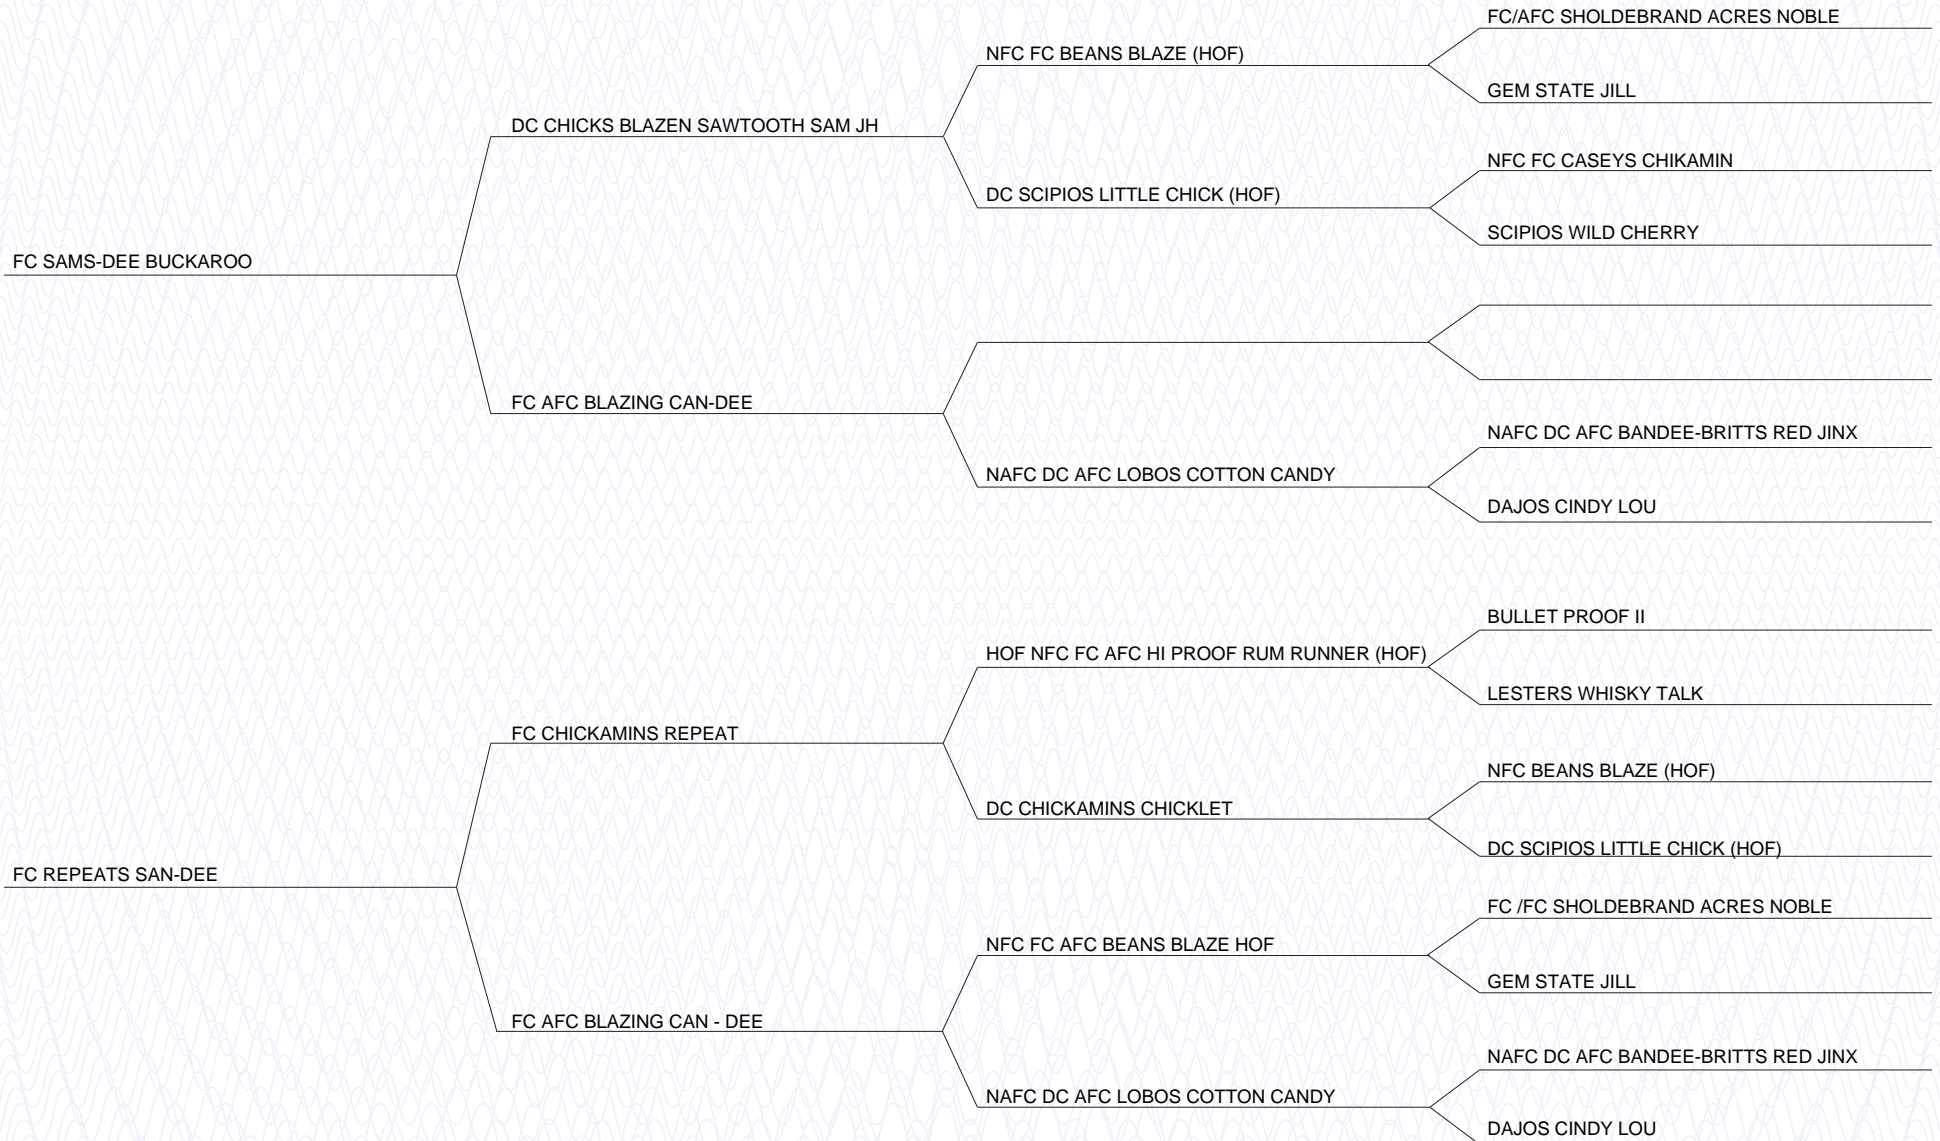 FC/AFC SHOLDEBRAND ACRES NOBLE
NFC FC BEANS BLAZE (HOF)
GEM STATE JILL
DC CHICKS BLAZEN SAWTOOTH SAM JH
NFC FC CASEYS CHIKAMIN
DC SCIPIOS LITTLE CHICK (HOF)
SCIPIOS WILD CHERRY
FC SAMS-DEE BUCKAROO
FC AFC BLAZING CAN-DEE
NAFC DC AFC BANDEE-BRITTS RED JINX
NAFC DC AFC LOBOS COTTON CANDY
DAJOS CINDY LOU
BULLET PROOF II
HOF NFC FC AFC HI PROOF RUM RUNNER (HOF)
LESTERS WHISKY TALK
FC CHICKAMINS REPEAT
NFC BEANS BLAZE (HOF)
DC CHICKAMINS CHICKLET
DC SCIPIOS LITTLE CHICK (HOF)
FC REPEATS SAN-DEE
FC /FC SHOLDEBRAND ACRES NOBLE
NFC FC AFC BEANS BLAZE HOF
GEM STATE JILL
FC AFC BLAZING CAN - DEE
NAFC DC AFC BANDEE-BRITTS RED JINX
NAFC DC AFC LOBOS COTTON CANDY
DAJOS CINDY LOU